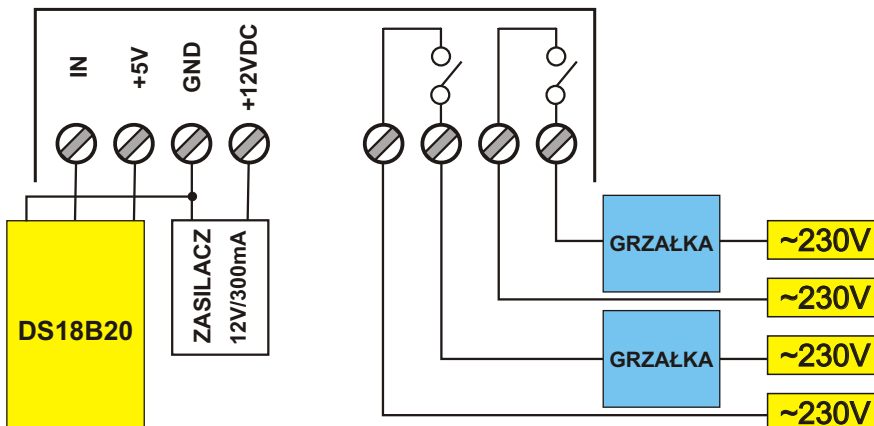 IN
+5V
GND
+12VDC
DS18B20
ZASILACZ
12V/300mA
GRZAŁKA
~230V
~230V
GRZAŁKA
~230V
~230V